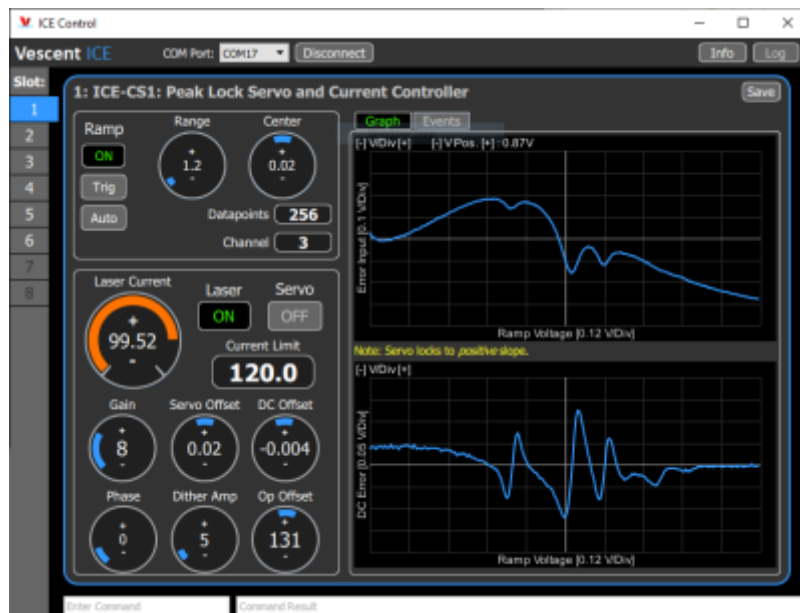 ICE Control
Vescent ICE COM Port: COM17 Disconnect Info Log
Slot:
1
2
3
4
5
6
7
8
1: ICE-CS1: Peak Lock Servo and Current Controller Save
Ramp
ON
Trig
Auto
Range
+
1.2
-
Center
+
0.02
-
Datapoints 256
Channel 3
Laser Current
+
99.52
-
Laser
ON
Servo
OFF
Current Limit
120.0
Gain
+
8
-
Servo Offset
+
0.02
-
DC Offset
+
-0.004
-
Phase
+
0
-
Dither Amp
+
5
-
Op Offset
+
131
-
Graph Events
[-] V/Div [+] [-] V Pos. [+] : 0.87V
Error Input [0.1 V/Div]
Ramp Voltage [0.12 V/Div]
Note: Servo locks to positive slope.
[-] V/Div [+]
DC Error [0.05 V/Div]
Ramp Voltage [0.12 V/Div]
Enter Command Command Result